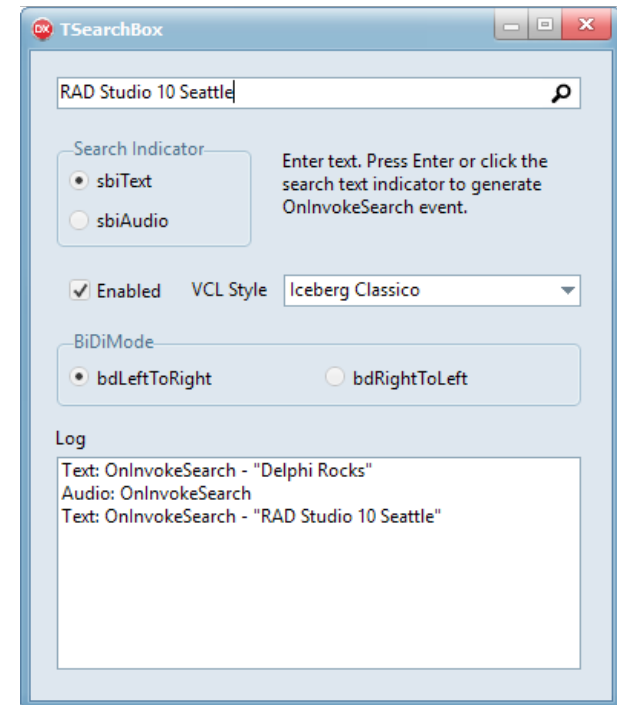 DX TSearchBox
RAD Studio 10 Seattle
Search Indicator
sbiText
sbiAudio
Enter text. Press Enter or click the
search text indicator to generate
OnInvokeSearch event.
Enabled
VCL Style
Iceberg Classico
BiDiMode
bdLeftToRight
bdRightToLeft
Log
Text: OnInvokeSearch - "Delphi Rocks"
Audio: OnInvokeSearch
Text: OnInvokeSearch - "RAD Studio 10 Seattle"